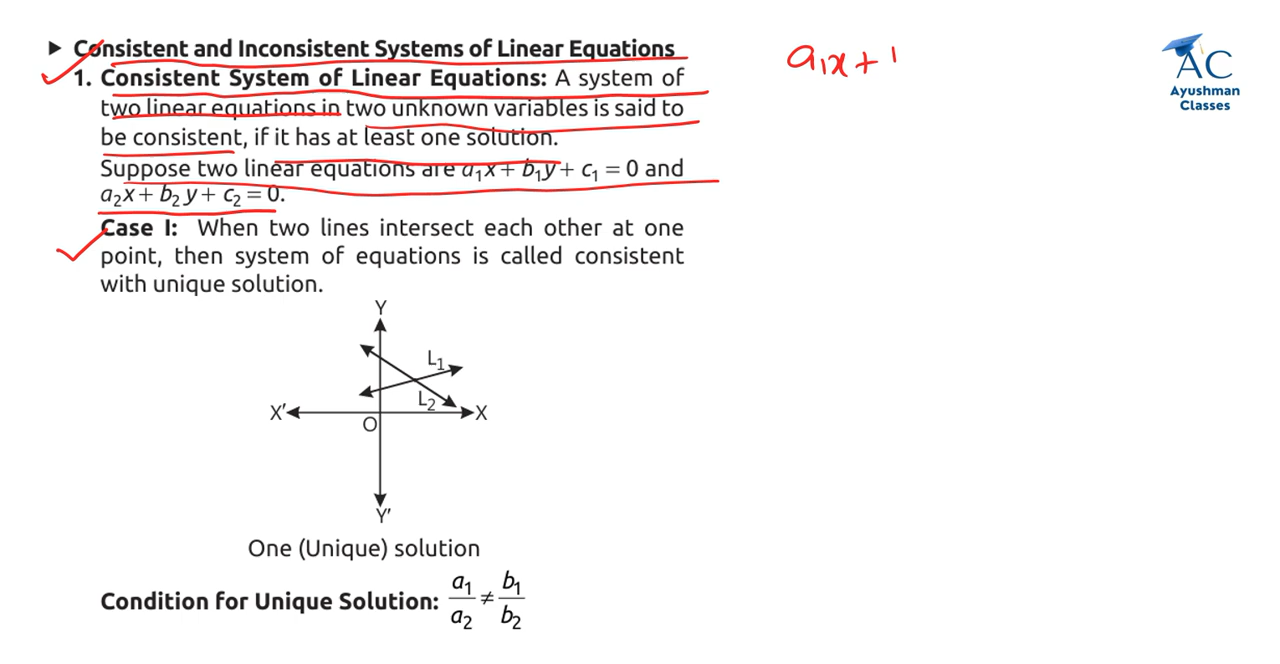 ► Consistent and Inconsistent Systems of Linear Equations
1. Consistent System of Linear Equations: A system of
two linear equations in two unknown variables is said to
be consistent, if it has at least one solution.
Suppose two linear equations are a₁x + b₁y + c₁ = 0 and
a₂x + b₂y + c₂ = 0.
Case I: When two lines intersect each other at one
point, then system of equations is called consistent
with unique solution.
Y
L₁
L₂
X′
X
O
Y′
One (Unique) solution
Condition for Unique Solution: a₁/a₂ ≠ b₁/b₂
a₁x +
AC
Ayushman
Classes